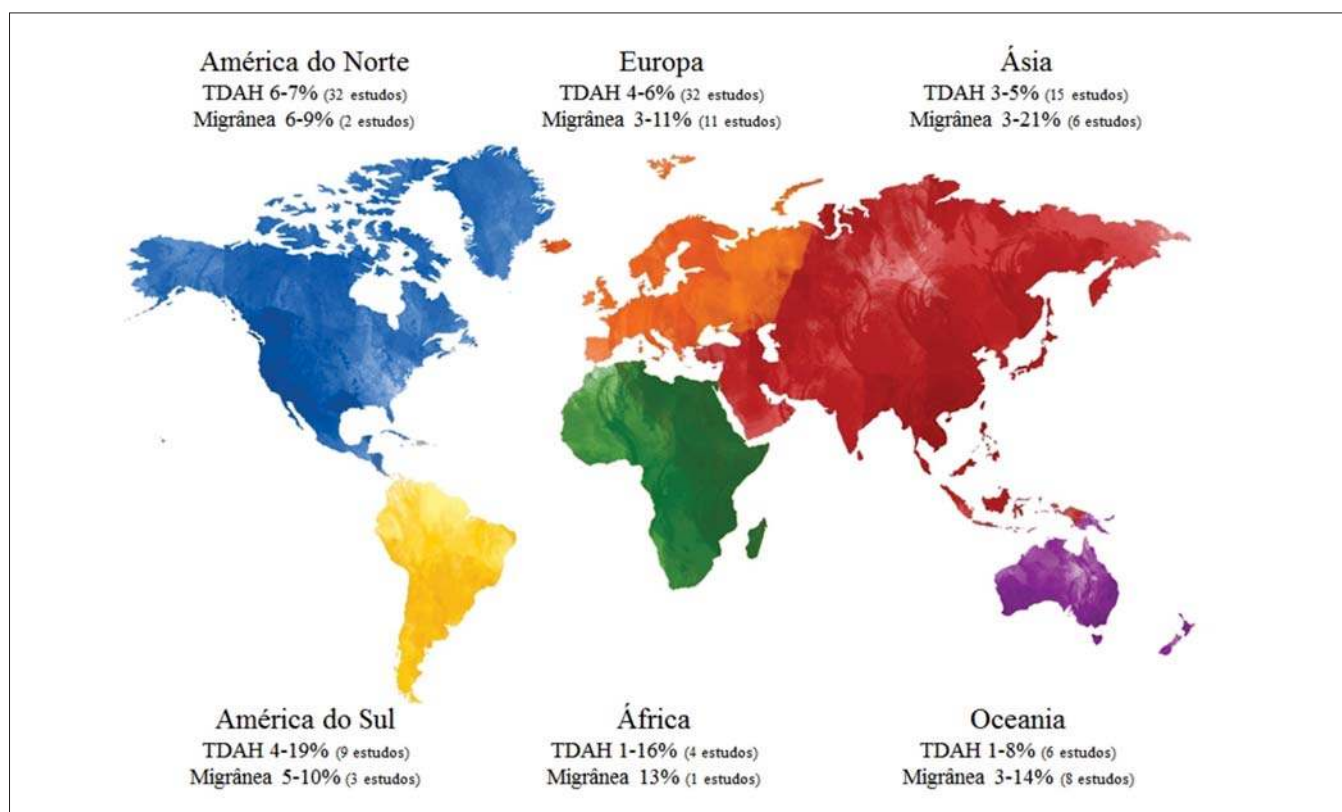 América do Norte
TDAH 6-7% (32 estudos)
Migrânea 6-9% (2 estudos)
Europa
TDAH 4-6% (32 estudos)
Migrânea 3-11% (11 estudos)
Ásia
TDAH 3-5% (15 estudos)
Migrânea 3-21% (6 estudos)
América do Sul
TDAH 4-19% (9 estudos)
Migrânea 5-10% (3 estudos)
África
TDAH 1-16% (4 estudos)
Migrânea 13% (1 estudos)
Oceania
TDAH 1-8% (6 estudos)
Migrânea 3-14% (8 estudos)